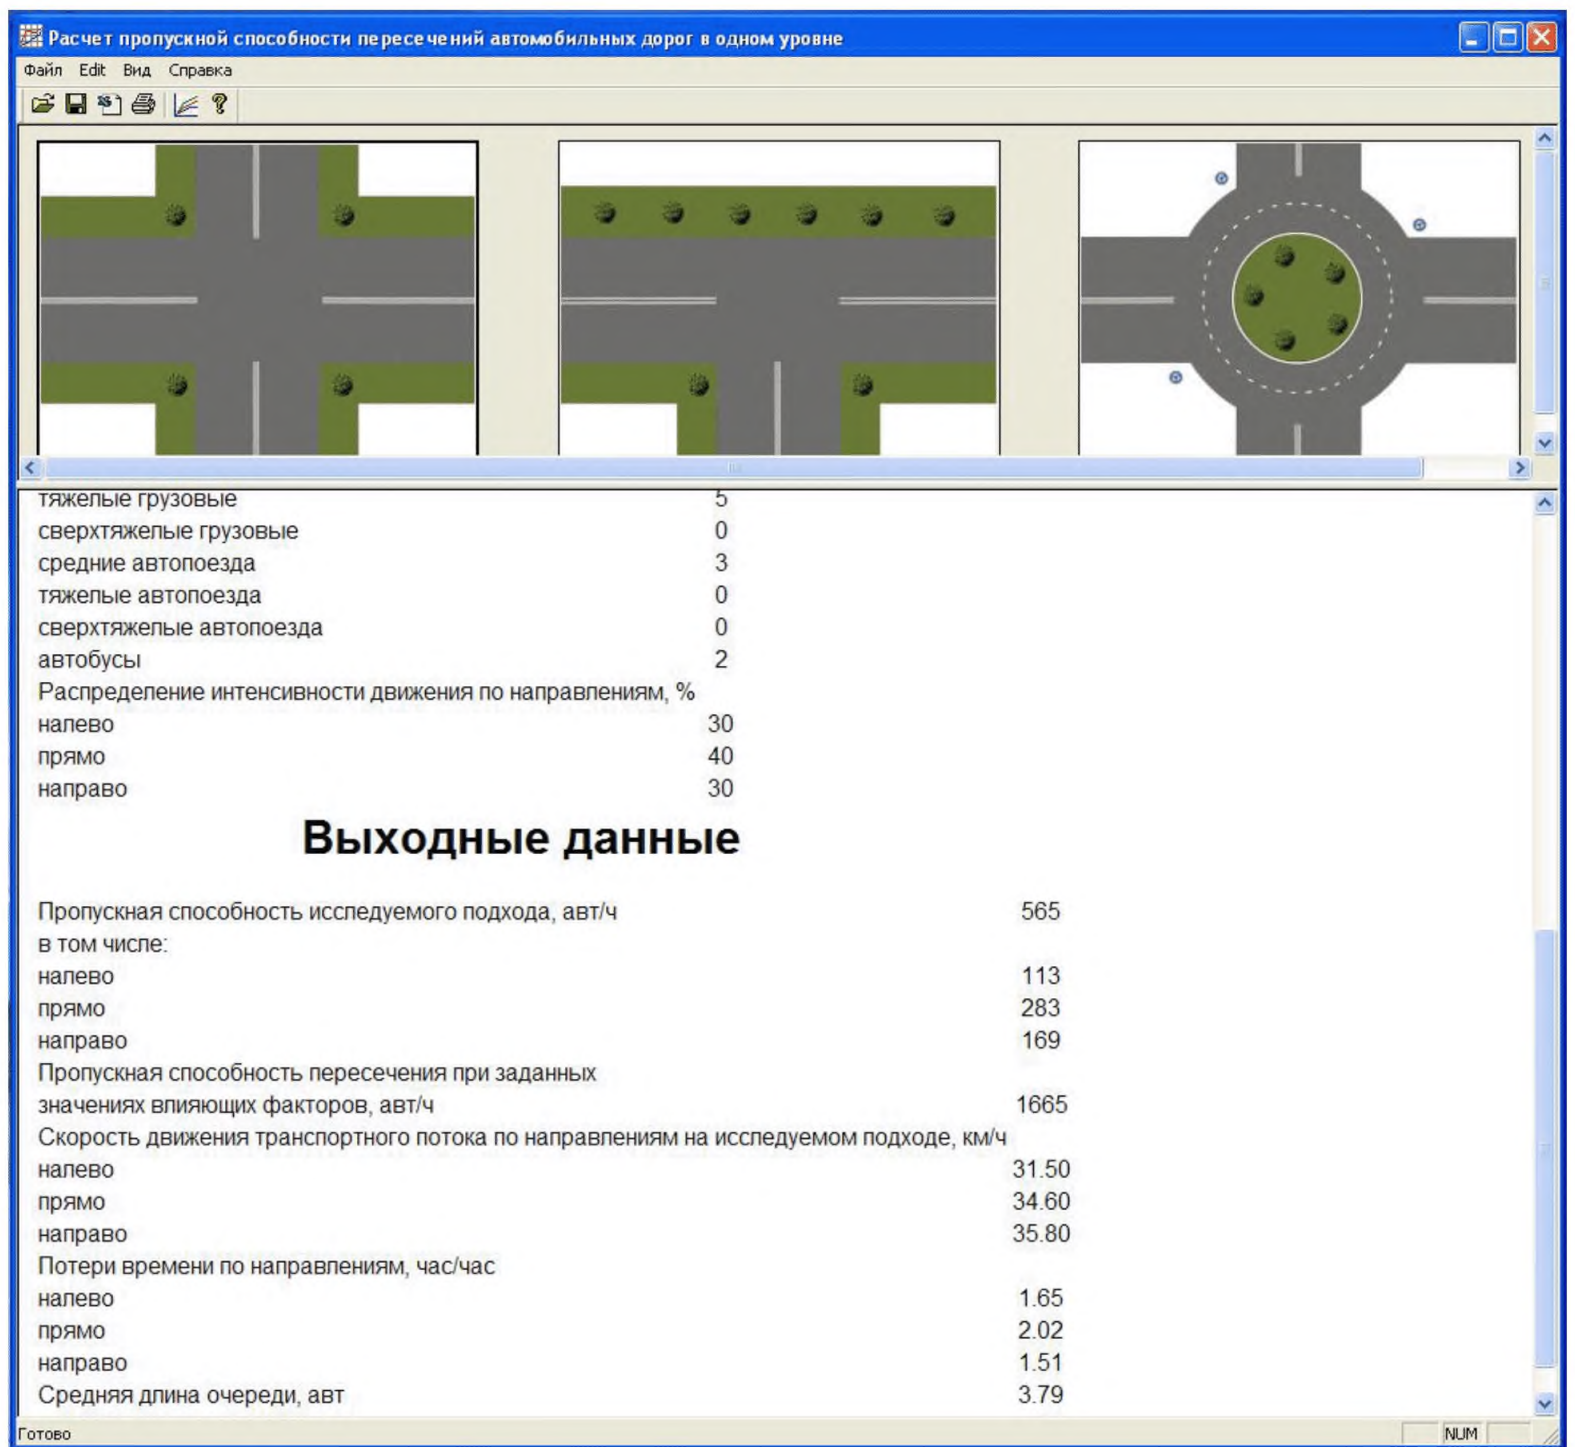 Расчет пропускной способности пересечений автомобильных дорог в одном уровне
Файл Edit Вид Справка
тяжелые грузовые 5
сверхтяжелые грузовые 0
средние автопоезда 3
тяжелые автопоезда 0
сверхтяжелые автопоезда 0
автобусы 2
Распределение интенсивности движения по направлениям, %
налево 30
прямо 40
направо 30
Выходные данные
Пропускная способность исследуемого подхода, авт/ч 565
в том числе:
налево 113
прямо 283
направо 169
Пропускная способность пересечения при заданных
значениях влияющих факторов, авт/ч 1665
Скорость движения транспортного потока по направлениям на исследуемом подходе, км/ч
налево 31.50
прямо 34.60
направо 35.80
Потери времени по направлениям, час/час
налево 1.65
прямо 2.02
направо 1.51
Средняя длина очереди, авт 3.79
Готово NUM